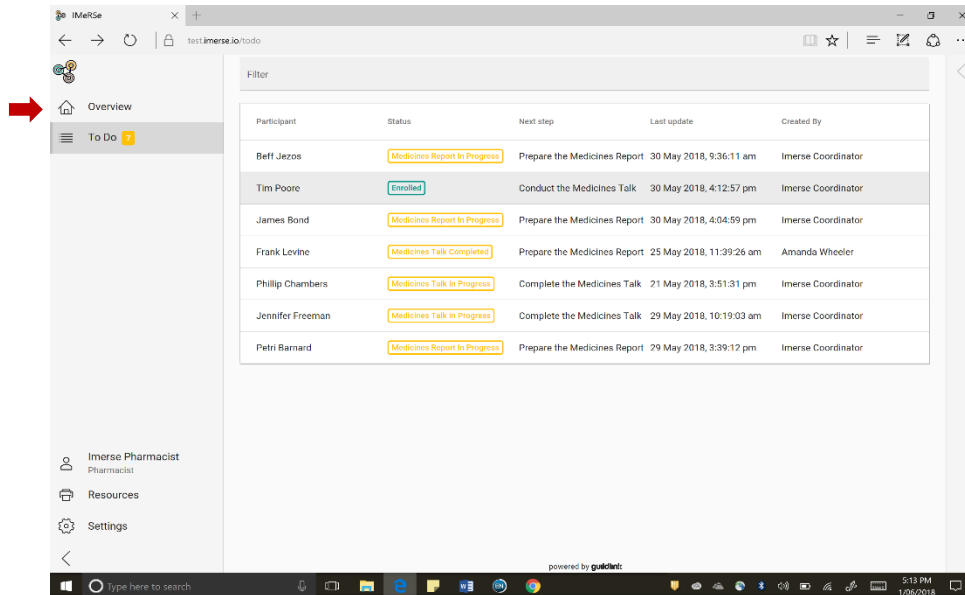 IMeRSe
test.imerse.io/todo
Filter
Overview
To Do 7
Participant Status Next step Last update Created By
Beff Jezos Medicines Report In Progress Prepare the Medicines Report 30 May 2018, 9:36:11 am Imerse Coordinator
Tim Poore Enrolled Conduct the Medicines Talk 30 May 2018, 4:12:57 pm Imerse Coordinator
James Bond Medicines Report In Progress Prepare the Medicines Report 30 May 2018, 4:04:59 pm Imerse Coordinator
Frank Levine Medicines Talk Completed Prepare the Medicines Report 25 May 2018, 11:39:26 am Amanda Wheeler
Phillip Chambers Medicines Talk In Progress Complete the Medicines Talk 21 May 2018, 3:51:31 pm Imerse Coordinator
Jennifer Freeman Medicines Talk In Progress Complete the Medicines Talk 29 May 2018, 10:19:03 am Imerse Coordinator
Petri Barnard Medicines Report In Progress Prepare the Medicines Report 29 May 2018, 3:39:12 pm Imerse Coordinator
Imerse Pharmacist
Pharmacist
Resources
Settings
powered by
Type here to search
EN
5:13 PM
1/06/2018